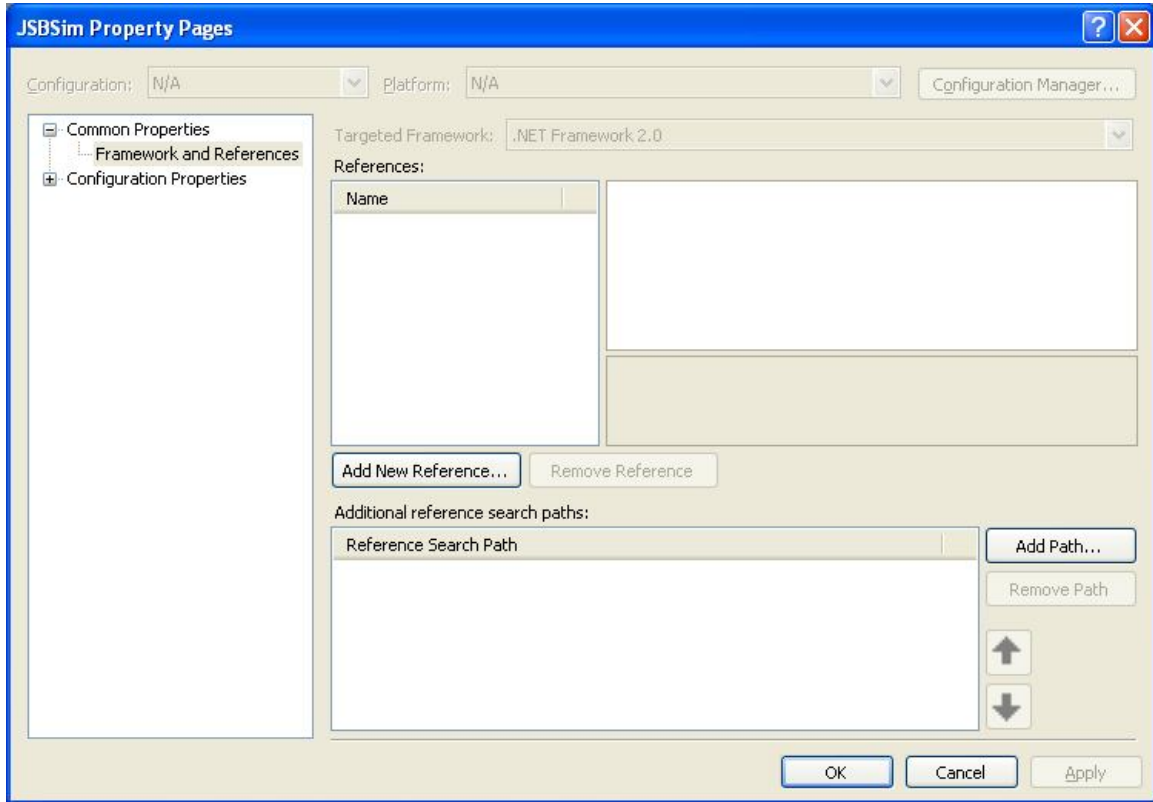 JSBSim Property Pages
Configuration: N/A Platform: N/A Configuration Manager...
Common Properties
Framework and References
Configuration Properties
Targeted Framework: .NET Framework 2.0
References:
Name
Add New Reference... Remove Reference
Additional reference search paths:
Reference Search Path
Add Path...
Remove Path
OK Cancel Apply